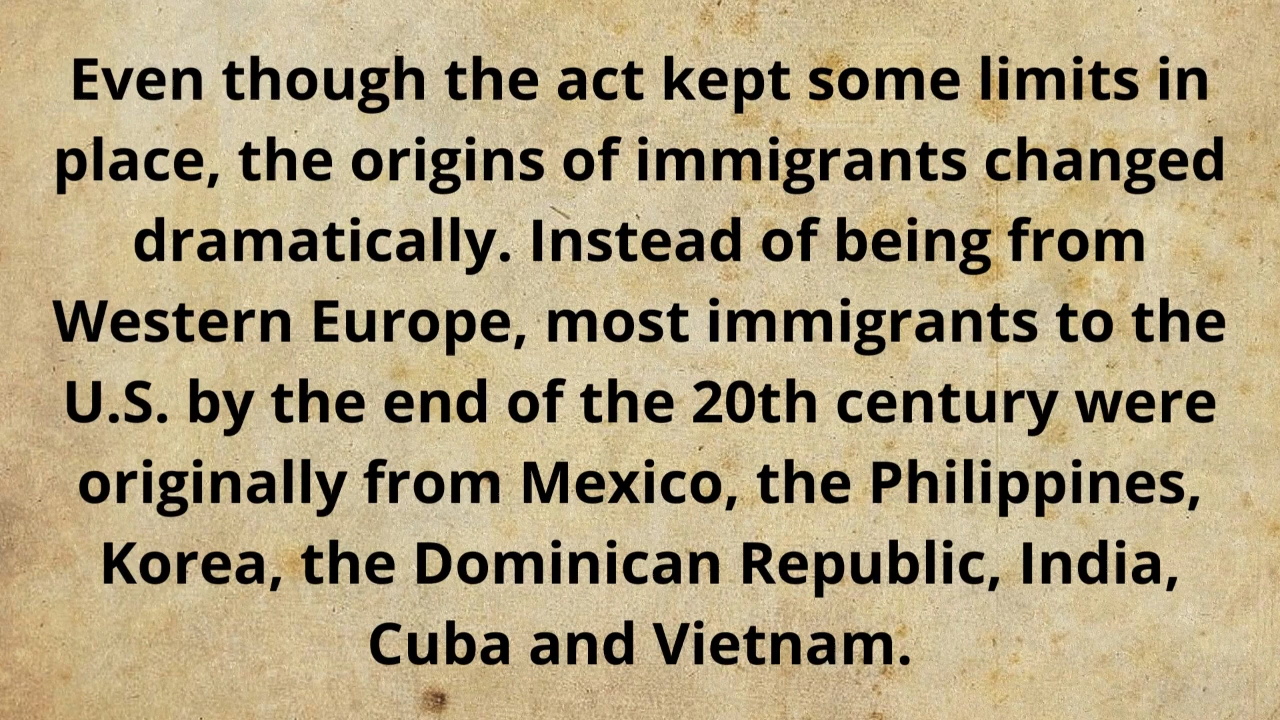 Even though the act kept some limits in
place, the origins of immigrants changed
dramatically. Instead of being from
Western Europe, most immigrants to the
U.S. by the end of the 20th century were
originally from Mexico, the Philippines,
Korea, the Dominican Republic, India,
Cuba and Vietnam.